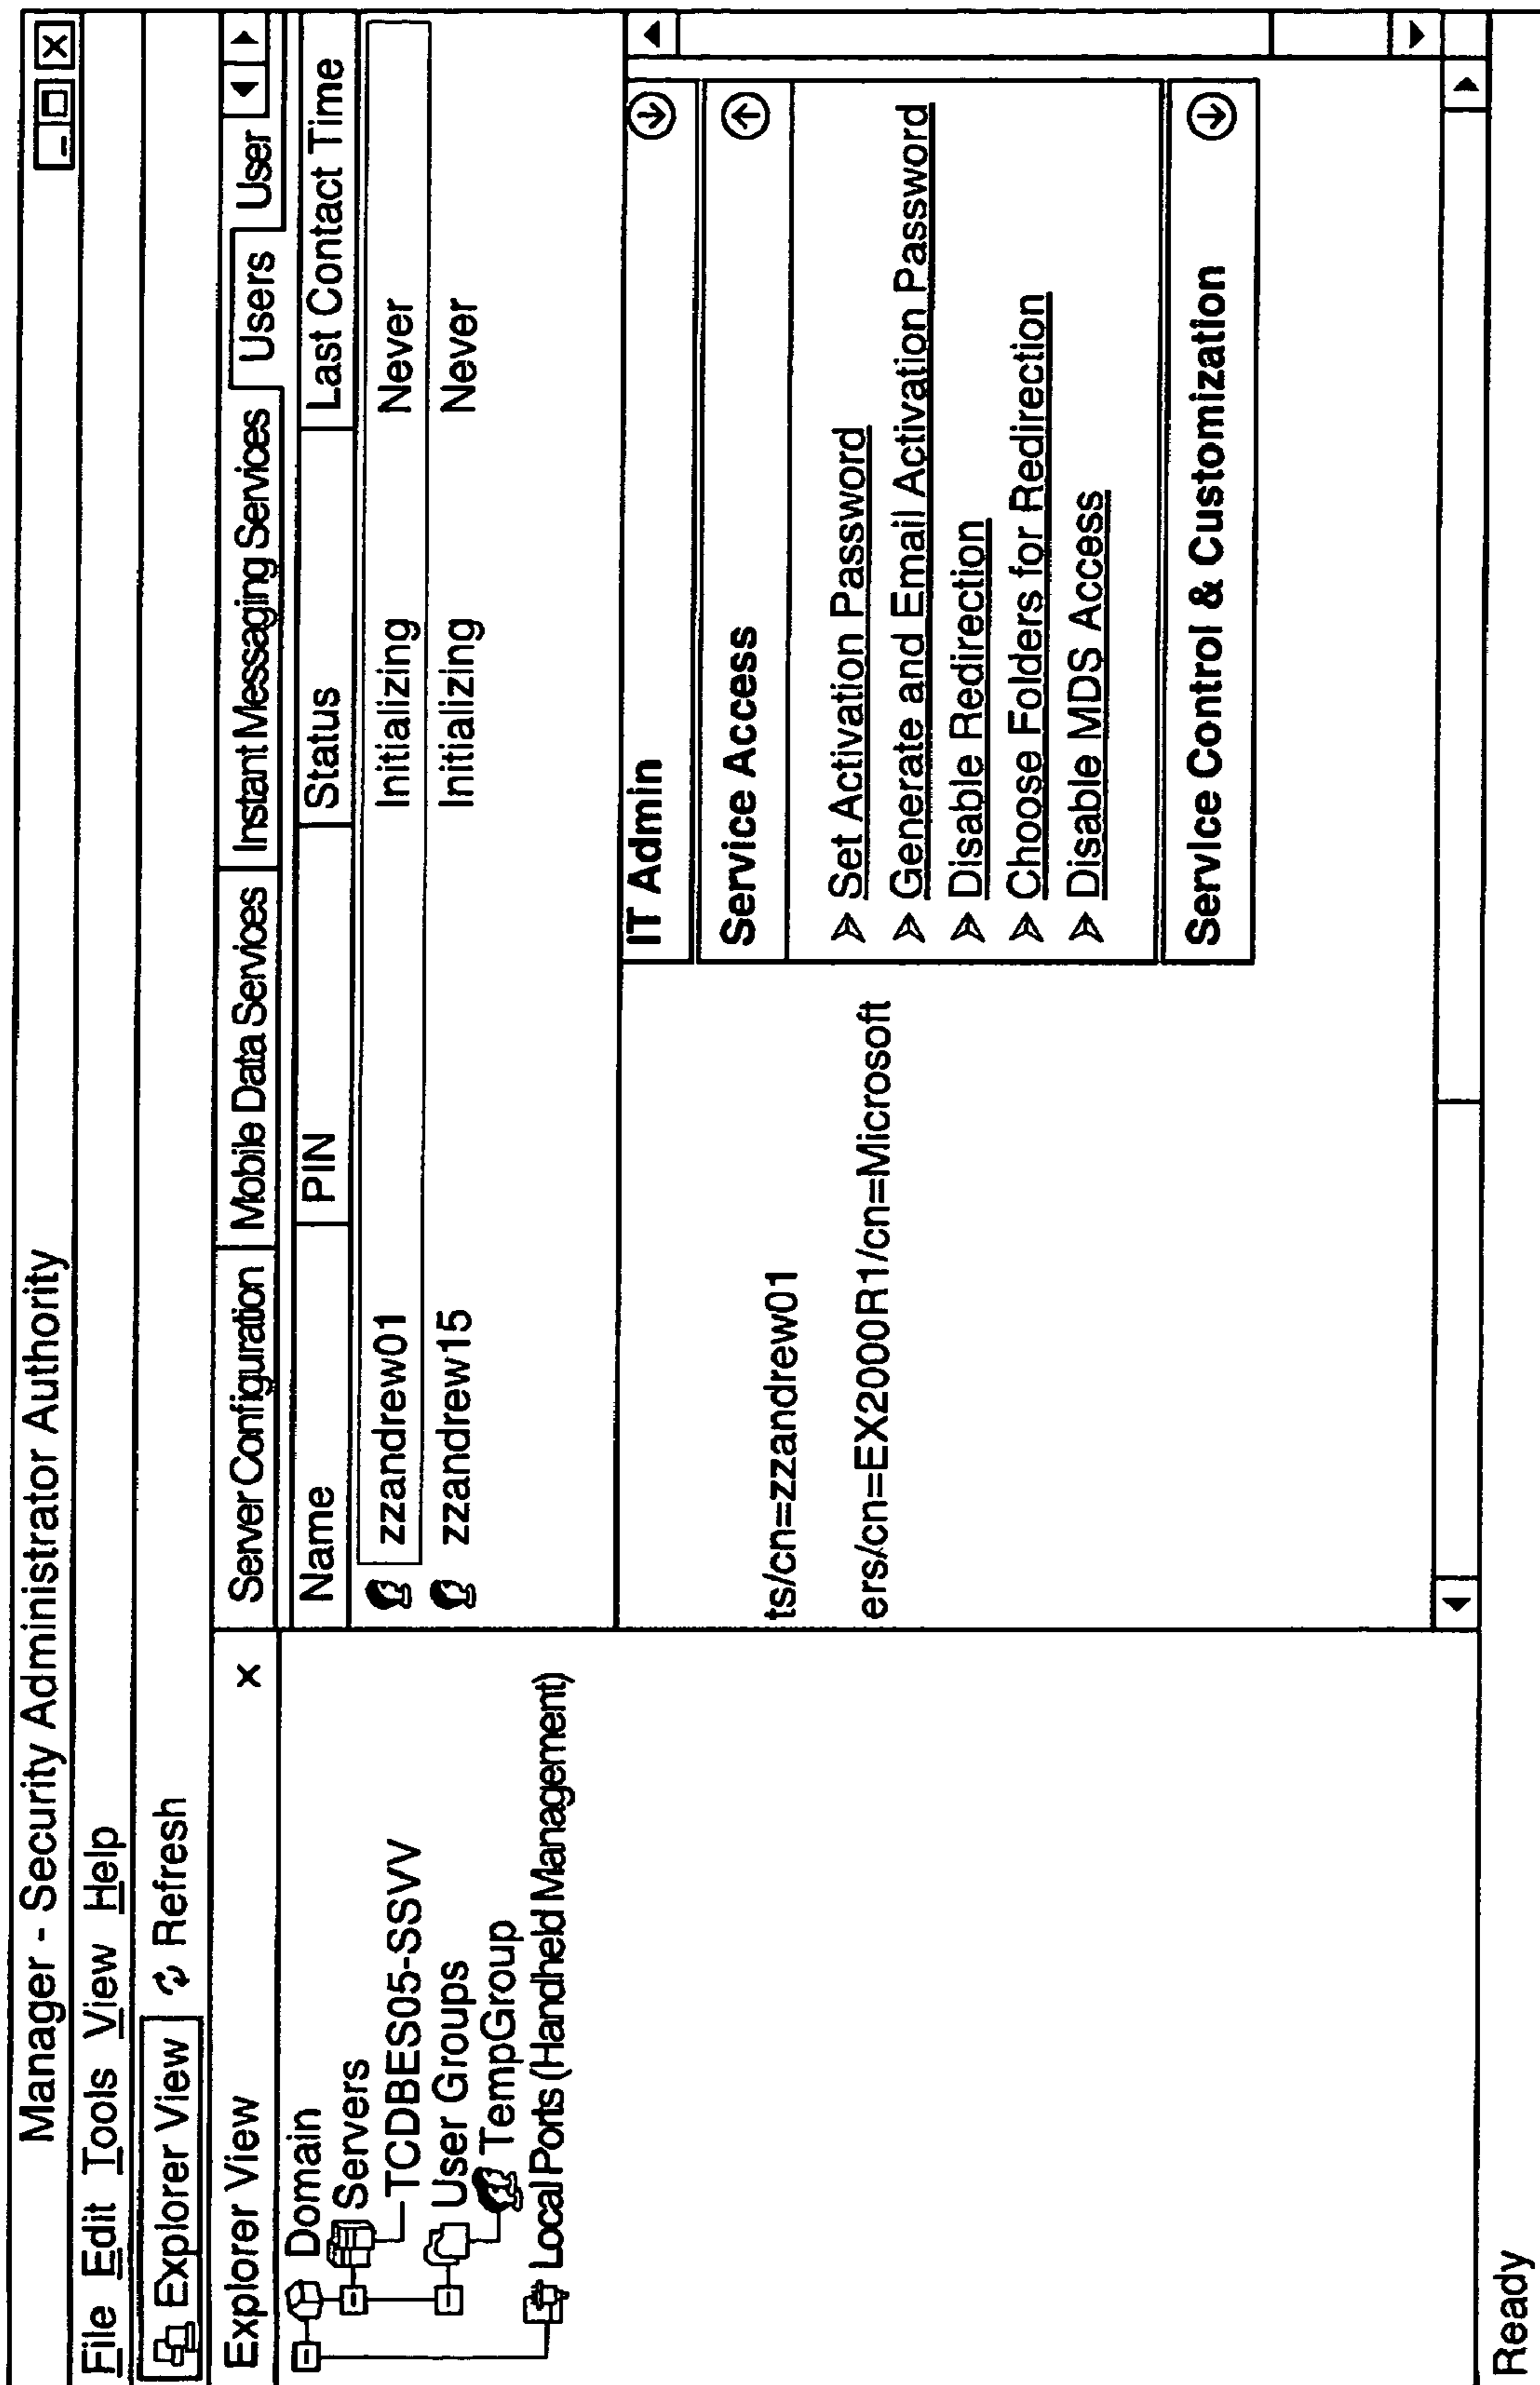 Manager - Security Administrator Authority
File Edit Tools View Help
Explorer View Refresh
Explorer View x
Domain
Servers
TCDBES05-SSVV
User Groups
TempGroup
Local Ports (Handheld Management)
Server Configuration Mobile Data Services Instant Messaging Services Users User
Name PIN Status Last Contact Time
zzandrew01 Initializing Never
zzandrew15 Initializing Never
ts/cn=zzandrew01
ers/cn=EX2000R1/cn=Microsoft
IT Admin
Service Access
Set Activation Password
Generate and Email Activation Password
Disable Redirection
Choose Folders for Redirection
Disable MDS Access
Service Control & Customization
Ready